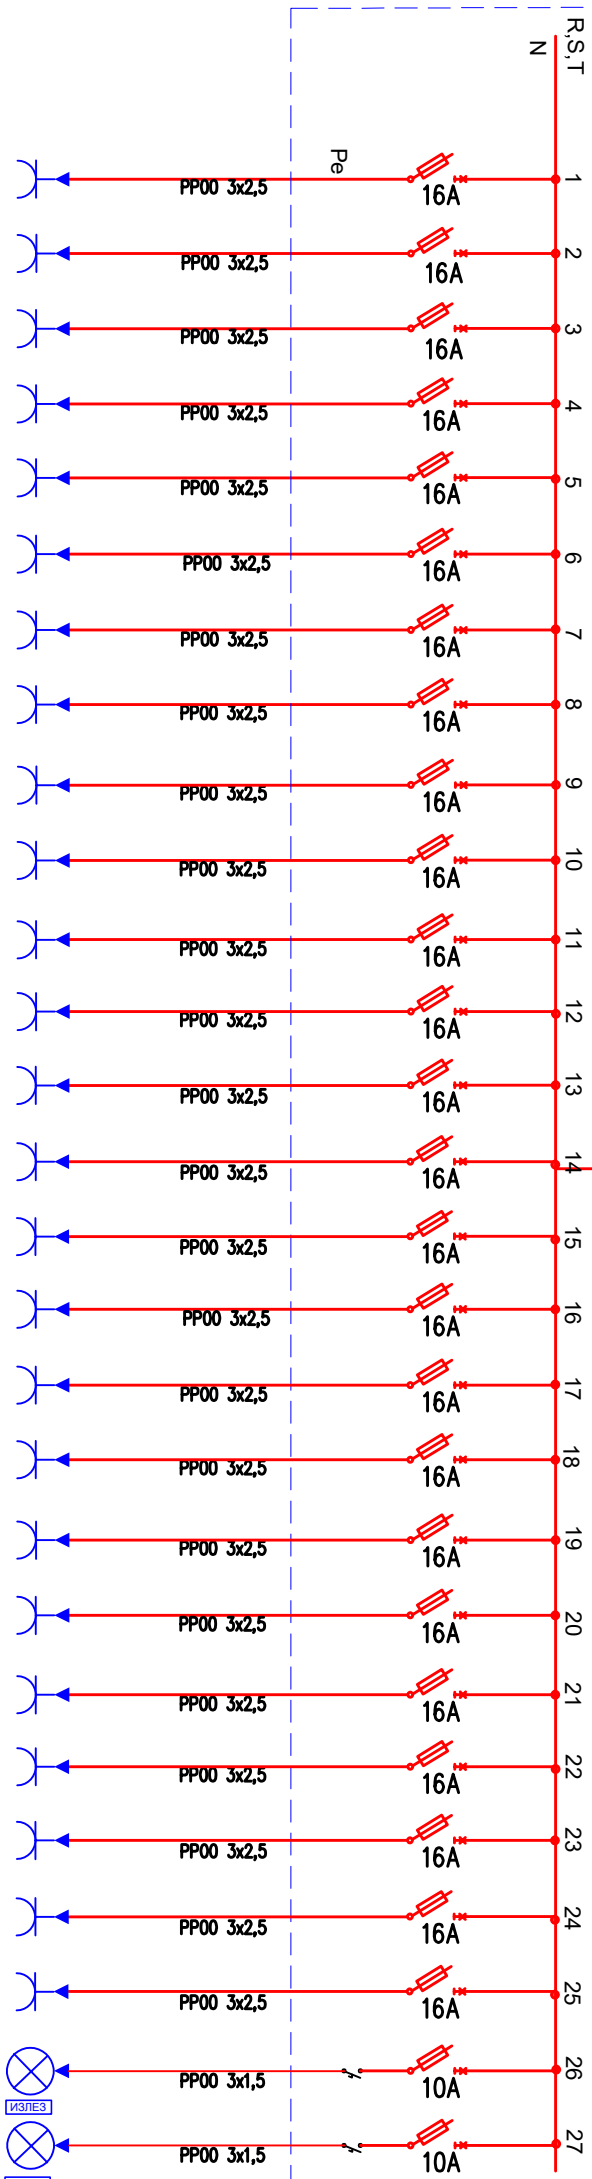 R,S,T
N
Pe
1
PP00 3x2,5
16A
2
PP00 3x2,5
16A
3
PP00 3x2,5
16A
4
PP00 3x2,5
16A
5
PP00 3x2,5
16A
6
PP00 3x2,5
16A
7
PP00 3x2,5
16A
8
PP00 3x2,5
16A
9
PP00 3x2,5
16A
10
PP00 3x2,5
16A
11
PP00 3x2,5
16A
12
PP00 3x2,5
16A
13
PP00 3x2,5
16A
14
PP00 3x2,5
16A
15
PP00 3x2,5
16A
16
PP00 3x2,5
16A
17
PP00 3x2,5
16A
18
PP00 3x2,5
16A
19
PP00 3x2,5
16A
20
PP00 3x2,5
16A
21
PP00 3x2,5
16A
22
PP00 3x2,5
16A
23
PP00 3x2,5
16A
24
PP00 3x2,5
16A
25
PP00 3x2,5
16A
26
PP00 3x1,5
10A
ИЗЛЕЗ
27
PP00 3x1,5
10A